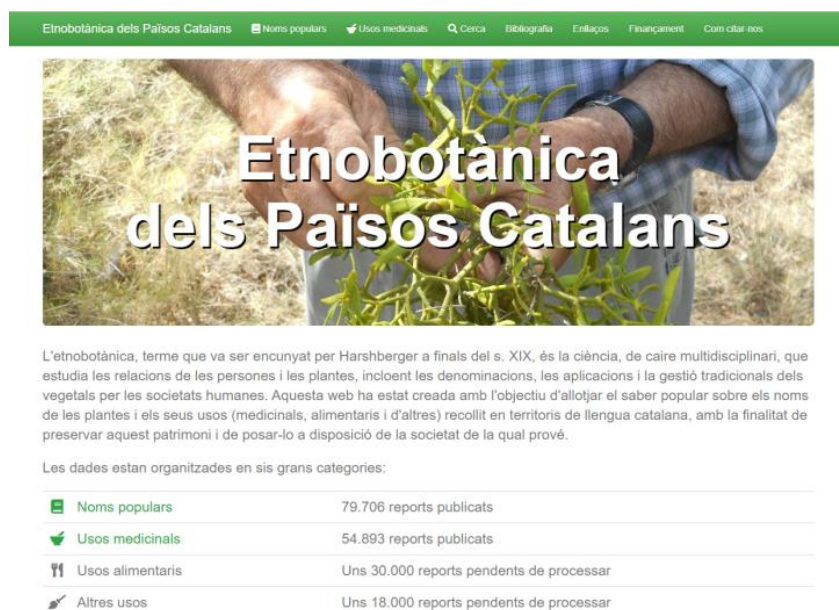 Etnobotànica dels Països Catalans Noms populars Usos medicinals Cerca Bibliografia Enllaços Finançament Com citar-nos
Etnobotànica
dels Països Catalans
L'etnobotànica, terme que va ser encunyat per Harshberger a finals del s. XIX, és la ciència, de caire multidisciplinari, que
estudia les relacions de les persones i les plantes, incloent les denominacions, les aplicacions i la gestió tradicionals dels
vegetals per les societats humanes. Aquesta web ha estat creada amb l'objectiu d'allotjar el saber popular sobre els noms
de les plantes i els seus usos (medicinals, alimentaris i d'altres) recollit en territoris de llengua catalana, amb la finalitat de
preservar aquest patrimoni i de posar-lo a disposició de la societat de la qual prové.
Les dades estan organitzades en sis grans categories:
Noms populars 79.706 reports publicats
Usos medicinals 54.893 reports publicats
Usos alimentaris Uns 30.000 reports pendents de processar
Altres usos Uns 18.000 reports pendents de processar